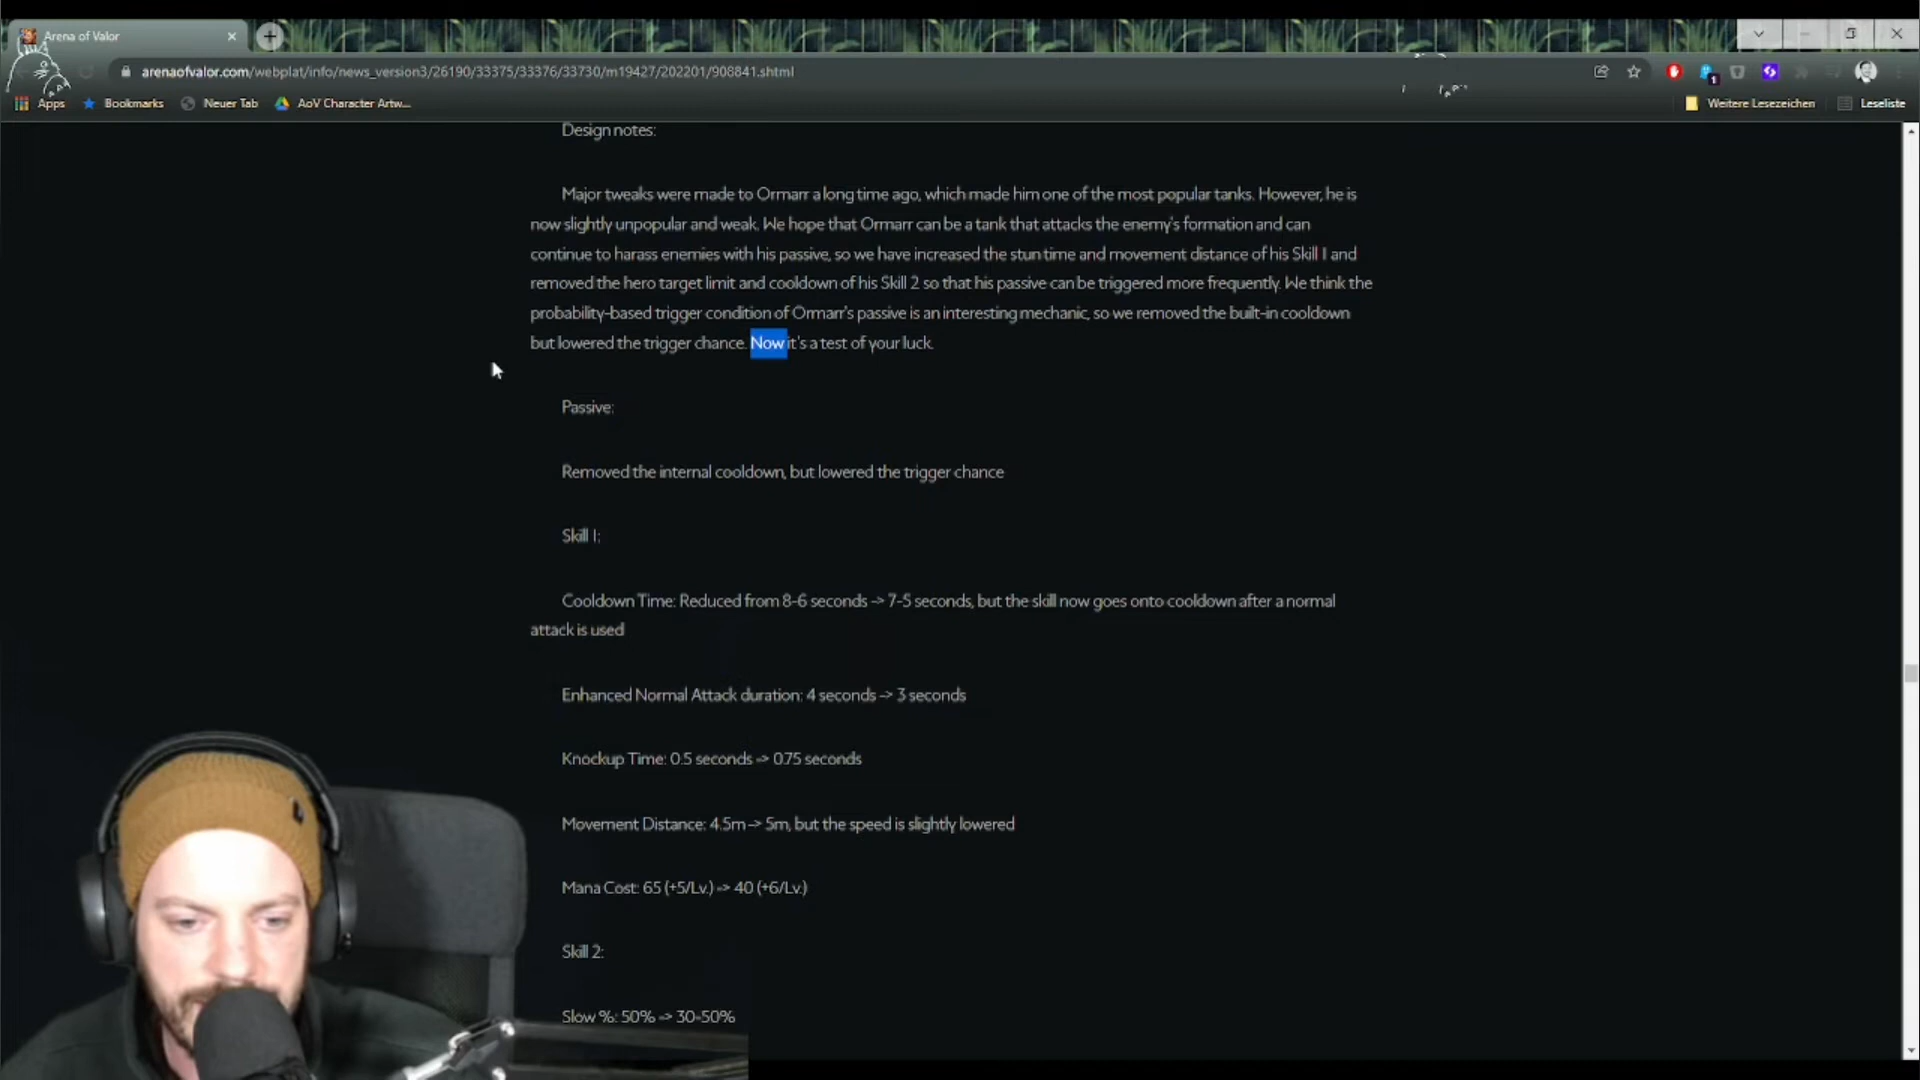 Arena of Valor
arenaofvalor.com/webplat/info/news_version3/26190/33375/33376/33730/m19427/202201/908841.shtml
1
Apps Bookmarks Neuer Tab AoV Character Artw... Weitere Lesezeichen Leseliste
Design notes:
Major tweaks were made to Ormarr a long time ago, which made him one of the most popular tanks. However, he is
now slightly unpopular and weak. We hope that Ormarr can be a tank that attacks the enemy's formation and can
continue to harass enemies with his passive, so we have increased the stun time and movement distance of his Skill 1 and
removed the hero target limit and cooldown of his Skill 2 so that his passive can be triggered more frequently. We think the
probability-based trigger condition of Ormarr's passive is an interesting mechanic, so we removed the built-in cooldown
but lowered the trigger chance. Now it's a test of your luck.
Passive:
Removed the internal cooldown, but lowered the trigger chance
Skill 1:
Cooldown Time: Reduced from 8-6 seconds -> 7-5 seconds, but the skill now goes onto cooldown after a normal
attack is used
Enhanced Normal Attack duration: 4 seconds -> 3 seconds
Knockup Time: 0.5 seconds -> 0.75 seconds
Movement Distance: 4.5m -> 5m, but the speed is slightly lowered
Mana Cost: 65 (+5/Lv.) -> 40 (+6/Lv.)
Skill 2:
Slow %: 50% -> 30-50%